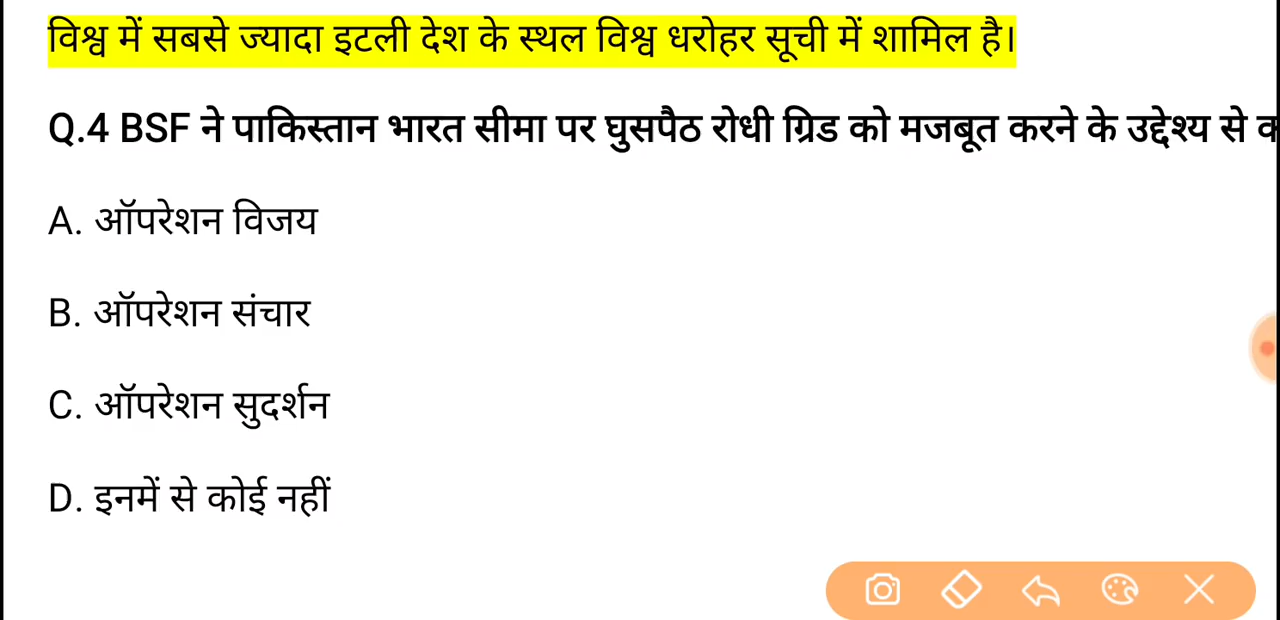 विश्व में सबसे ज्यादा इटली देश के स्थल विश्व धरोहर सूची में शामिल है।
Q.4 BSF ने पाकिस्तान भारत सीमा पर घुसपैठ रोधी ग्रिड को मजबूत करने के उद्देश्य से
A. ऑपरेशन विजय
B. ऑपरेशन संचार
C. ऑपरेशन सुदर्शन
D. इनमें से कोई नहीं